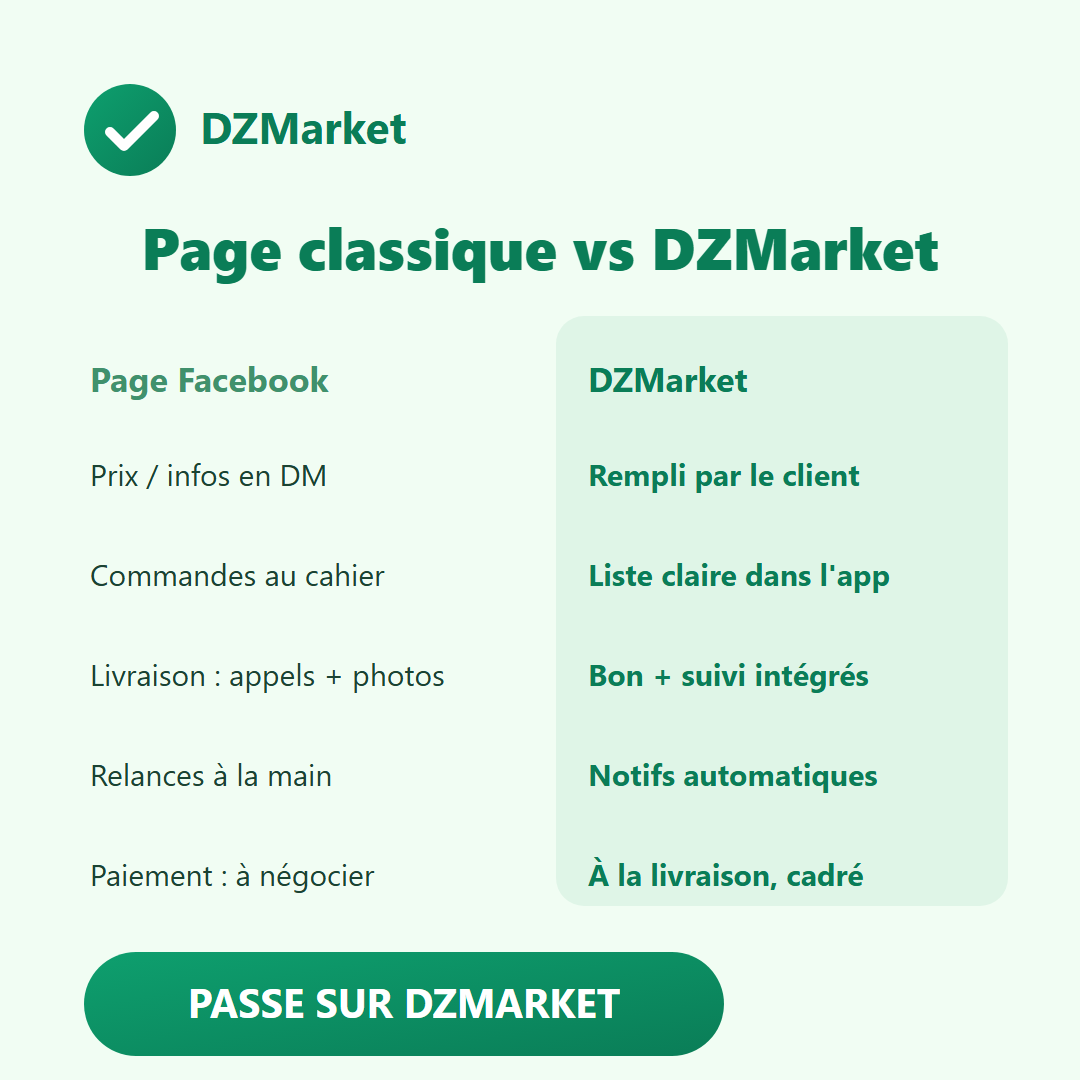 DZMarket
Page classique vs DZMarket
Page Facebook
DZMarket
Prix / infos en DM
Rempli par le client
Commandes au cahier
Liste claire dans l'app
Livraison : appels + photos
Bon + suivi intégrés
Relances à la main
Notifs automatiques
Paiement : à négocier
À la livraison, cadré
PASSE SUR DZMARKET